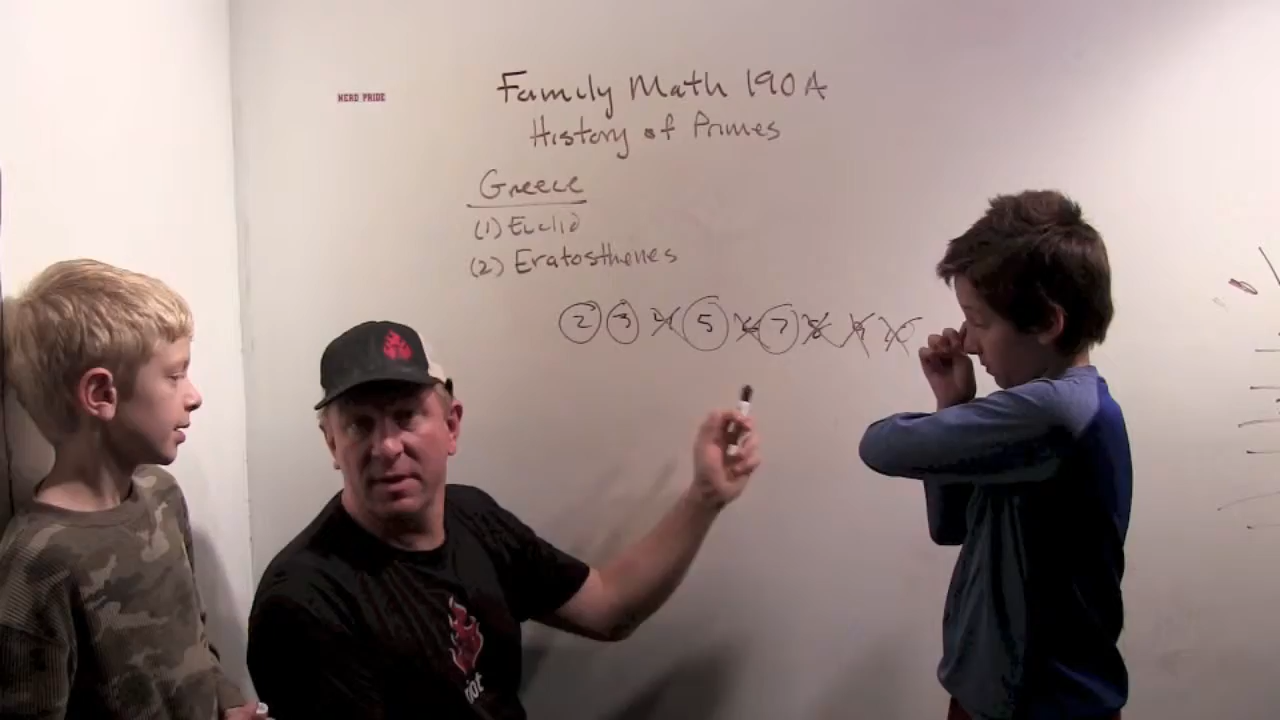 NERD PRIDE
Family Math 190A
History of Primes
Greece
(1) Euclid
(2) Eratosthenes
2 3 4 5 6 7 8 9 10